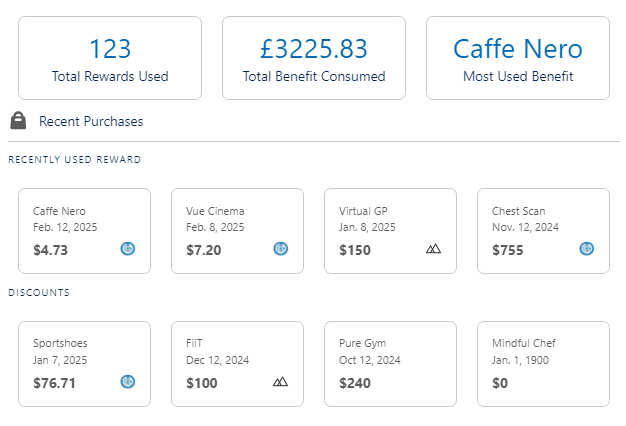 123
Total Rewards Used
£3225.83
Total Benefit Consumed
Caffe Nero
Most Used Benefit
Recent Purchases
RECENTLY USED REWARD
Caffe Nero
Feb. 12, 2025
$4.73
Vue Cinema
Feb. 8, 2025
$7.20
Virtual GP
Jan. 8, 2025
$150
Chest Scan
Nov. 12, 2024
$755
DISCOUNTS
Sportshoes
Jan 7, 2025
$76.71
FiiT
Dec 12, 2024
$100
Pure Gym
Oct 12, 2024
$240
Mindful Chef
Jan. 1, 1900
$0